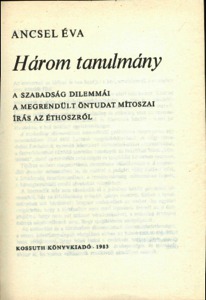 ANCSEL ÉVA
Három tanulmány
A SZABADSÁG DILEMMÁI
A MEGRENDÜLT ÖNTUDAT MÍTOSZAI
ÍRÁS AZ ÉTHOSZRÓL
KOSSUTH KÖNYVKIADÓ · 1983